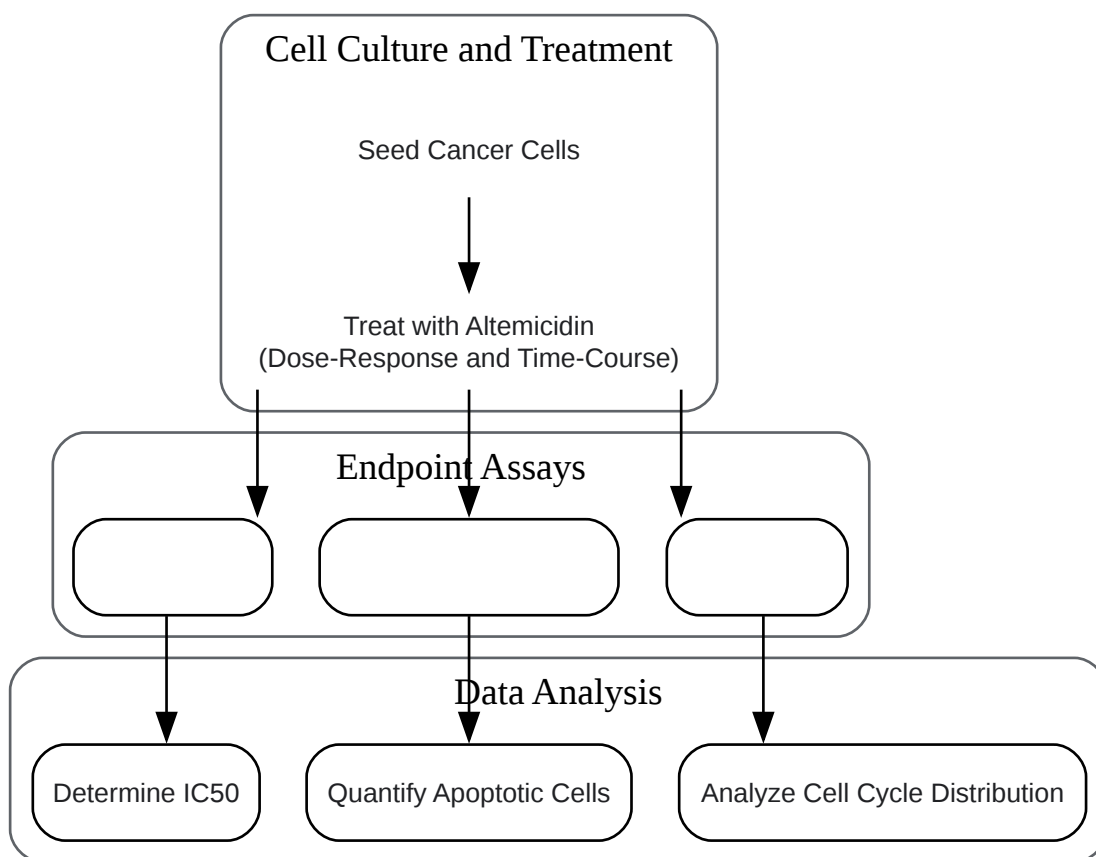 Cell Culture and Treatment
Seed Cancer Cells
Treat with Altemicidin
(Dose-Response and Time-Course)
Endpoint Assays
Data Analysis
Determine IC50
Quantify Apoptotic Cells
Analyze Cell Cycle Distribution